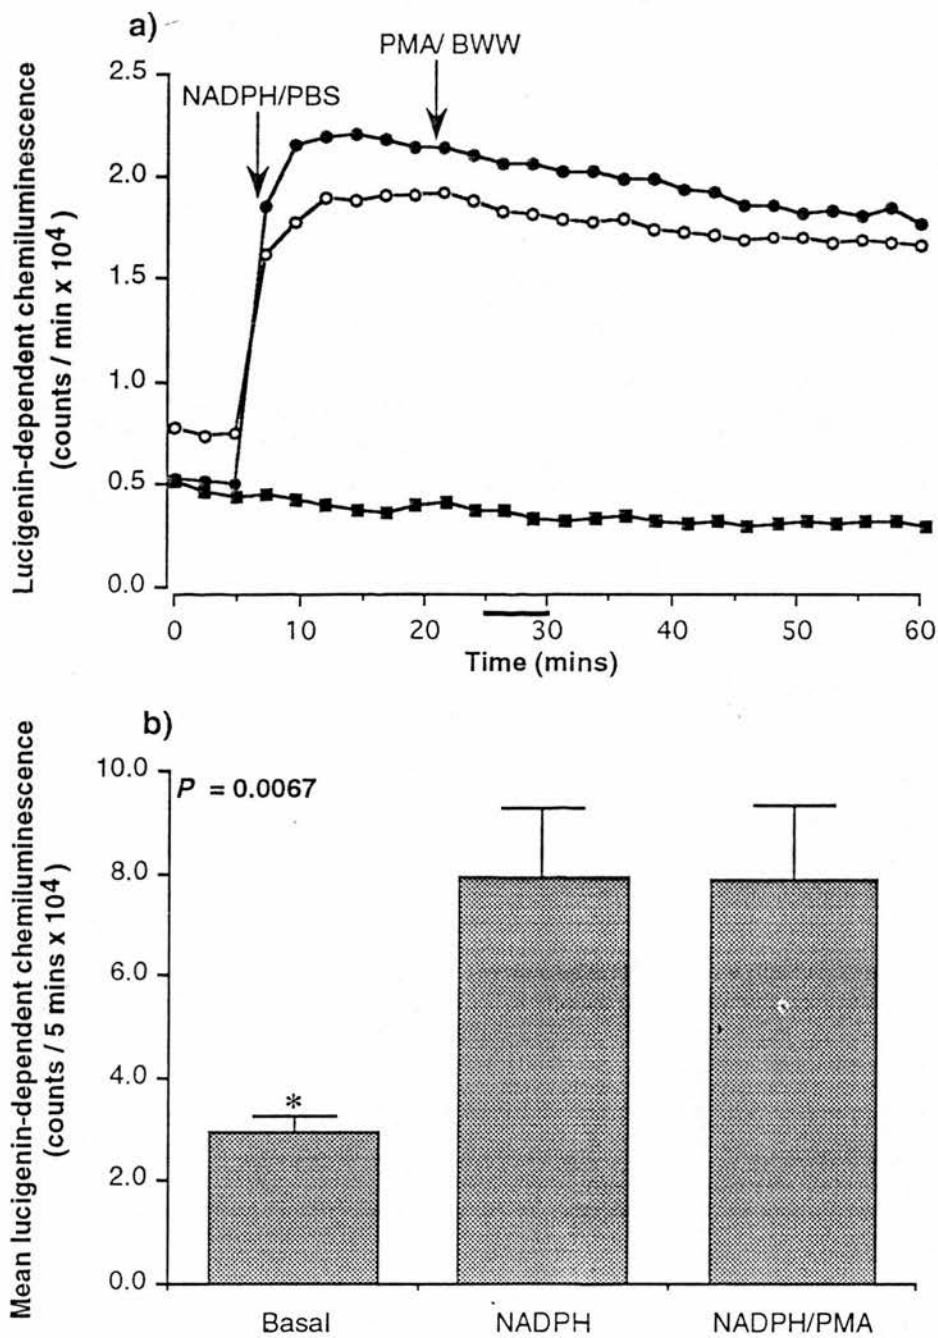 a)
PMA/ BWW
NADPH/PBS
2.5
2.0
1.5
1.0
0.5
0.0
Lucigenin-dependent chemiluminescence
(counts / min x 10⁴)
0 10 20 30 40 50 60
Time (mins)
b)
P = 0.0067
10.0
8.0
6.0
4.0
2.0
0.0
Mean lucigenin-dependent chemiluminescence
(counts / 5 mins x 10⁴)
*
Basal NADPH NADPH/PMA